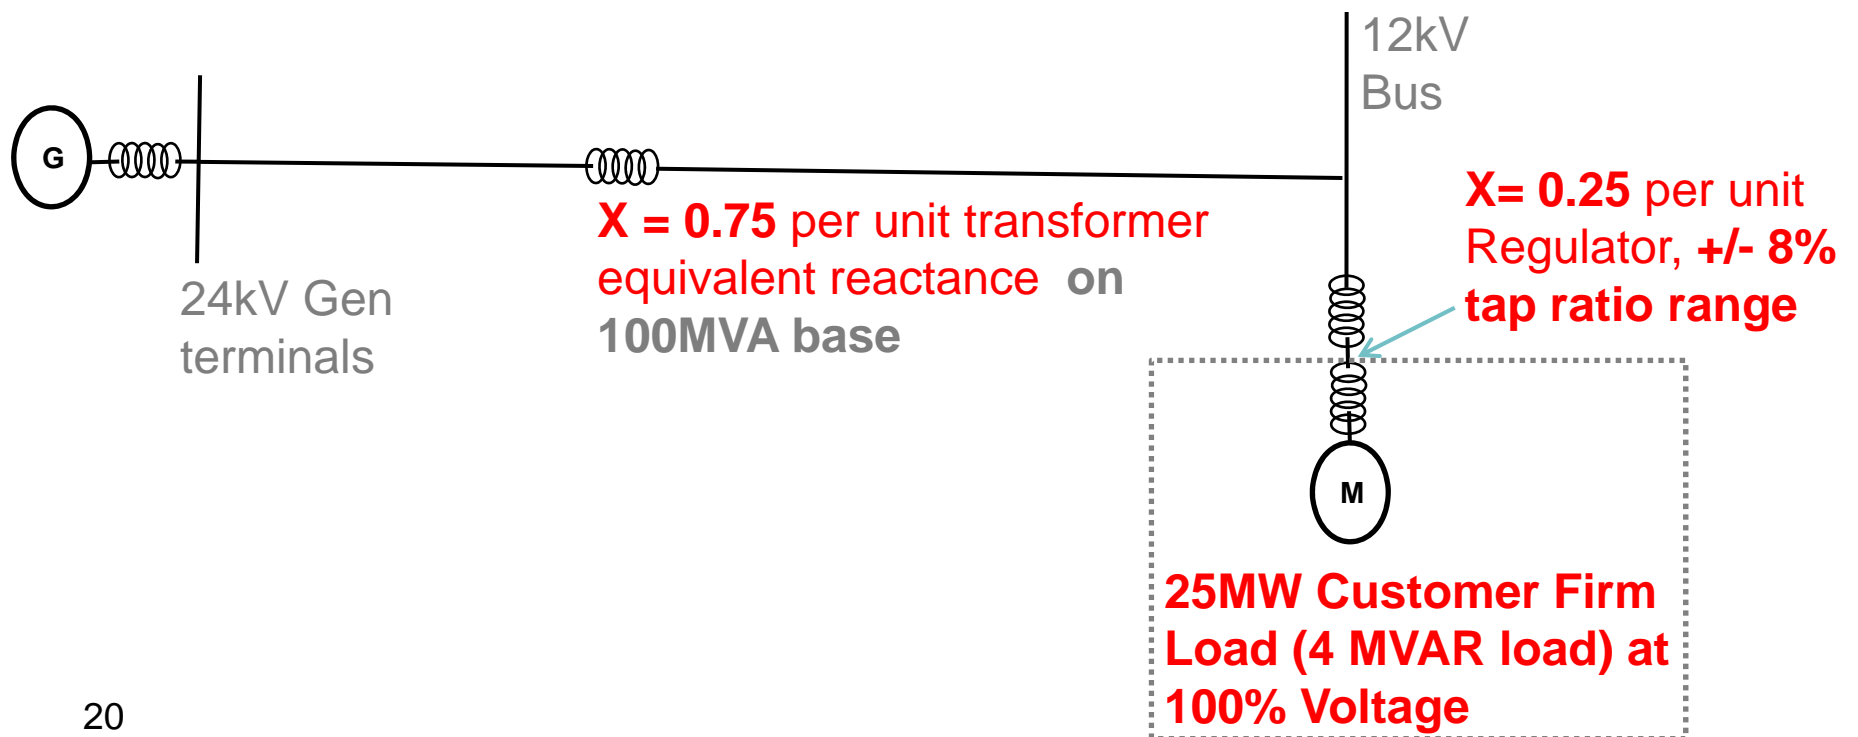 12kV
Bus
G
X = 0.75 per unit transformer
equivalent reactance on
100MVA base
24kV Gen
terminals
X= 0.25 per unit
Regulator, +/- 8%
tap ratio range
M
25MW Customer Firm
Load (4 MVAR load) at
100% Voltage
20